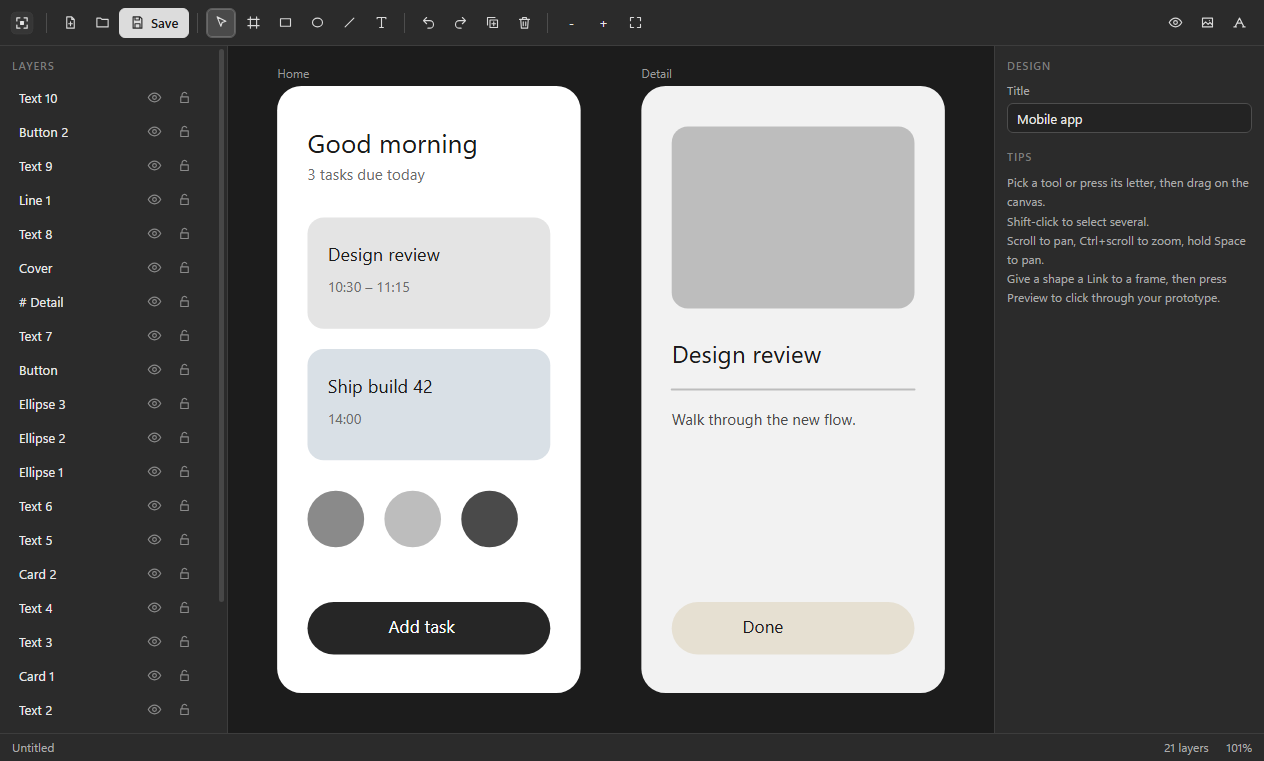 Save
T
-
+
A
LAYERS
Text 10
Button 2
Text 9
Line 1
Text 8
Cover
# Detail
Text 7
Button
Ellipse 3
Ellipse 2
Ellipse 1
Text 6
Text 5
Card 2
Text 4
Text 3
Card 1
Text 2
Home
Good morning
3 tasks due today
Design review
10:30 – 11:15
Ship build 42
14:00
Add task
Detail
Design review
Walk through the new flow.
Done
DESIGN
Title
Mobile app
TIPS
Pick a tool or press its letter, then drag on the
canvas.
Shift-click to select several.
Scroll to pan, Ctrl+scroll to zoom, hold Space
to pan.
Give a shape a Link to a frame, then press
Preview to click through your prototype.
Untitled
21 layers
101%